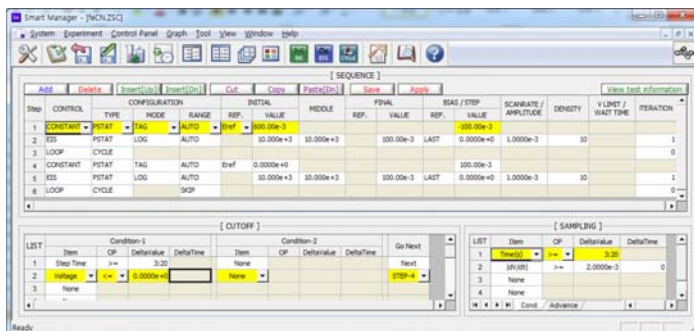 Smart Manager - [feCN.ZSC]
System Experiment Control Panel Graph Tool View Window Help
[ SEQUENCE ]
Add Delete Insert[Up] Insert[Dn] Cut Copy Paste[Dn] Save Apply View test information
Step CONTROL CONFIGURATION INITIAL MIDDLE FINAL BIAS / STEP SCANRATE / AMPLITUDE DENSITY V LIMIT / WAIT TIME ITERATION
TYPE MODE RANGE REF. VALUE REF. VALUE REF. VALUE
1 CONSTANT PSTAT TAG AUTO Eref 600.00e-3 -100.00e-3
2 EIS PSTAT LOG AUTO 10.000e+3 10.000e+3 100.00e-3 LAST 0.0000e+0 1.0000e-3 10 1
3 LOOP CYCLE 0
4 CONSTANT PSTAT TAG AUTO Eref 0.0000e+0 100.00e-3
5 EIS PSTAT LOG AUTO 10.000e+3 10.000e+3 100.00e-3 LAST 0.0000e+0 1.0000e-3 10 1
6 LOOP CYCLE SKIP 0
[ CUTOFF ]
LIST Condition-1 Condition-2 Go Next
Item OP DeltaValue DeltaTime Item OP DeltaValue DeltaTime
1 Step Time >= 3:20 None Next
2 Voltage <= 0.0000e+0 None STEP-4
3 None
[ SAMPLING ]
LIST Item OP DeltaValue DeltaTime
1 Time(s) >= 3:20
2 |dV/dt| >= 2.0000e-3 0
3 None
4 None
Cond. Advance
Ready